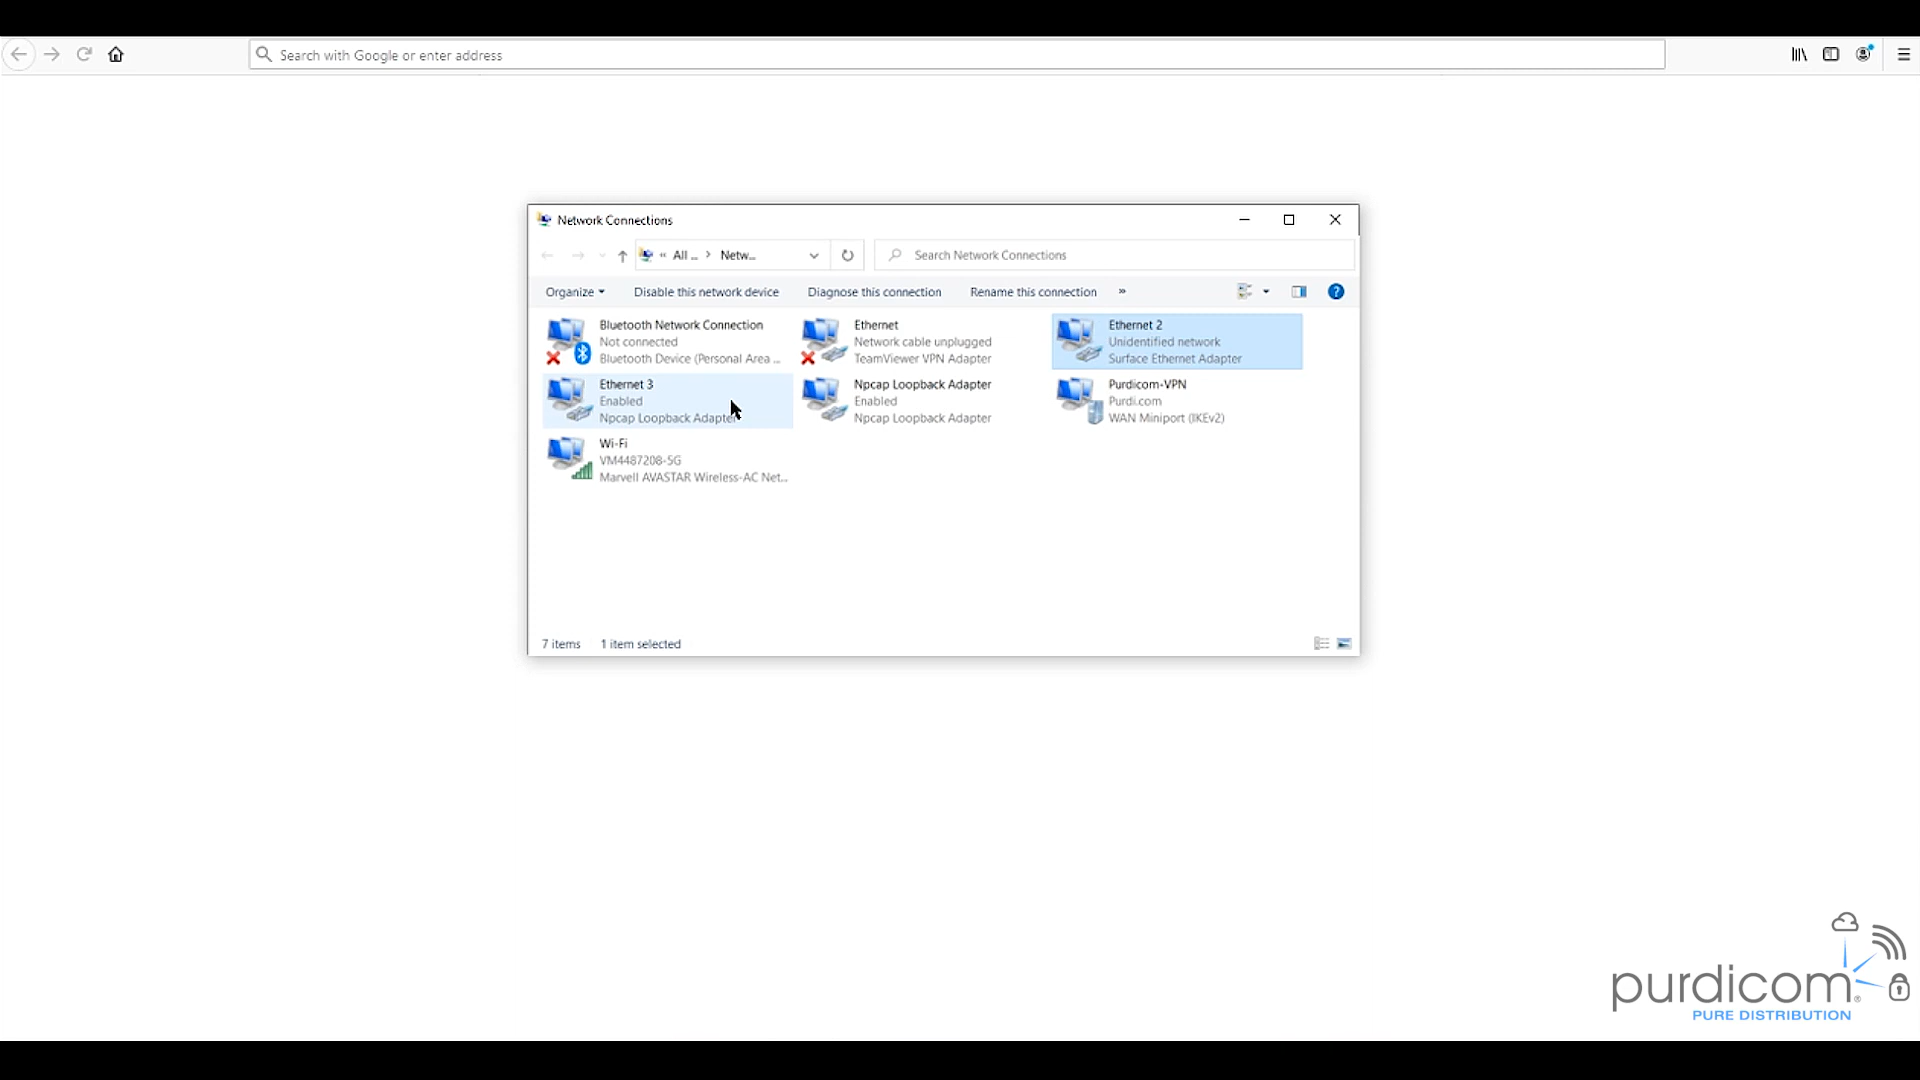 Search with Google or enter address
Network Connections
« All ... > Netw...
Search Network Connections
Organize Disable this network device Diagnose this connection Rename this connection »
Bluetooth Network Connection
Not connected
Bluetooth Device (Personal Area ...
Ethernet
Network cable unplugged
TeamViewer VPN Adapter
Ethernet 2
Unidentified network
Surface Ethernet Adapter
Ethernet 3
Enabled
Npcap Loopback Adapter
Npcap Loopback Adapter
Enabled
Npcap Loopback Adapter
Purdicom-VPN
Purdi.com
WAN Miniport (IKEv2)
Wi-Fi
VM4487208-5G
Marvell AVASTAR Wireless-AC Net...
7 items 1 item selected
purdicom®
PURE DISTRIBUTION